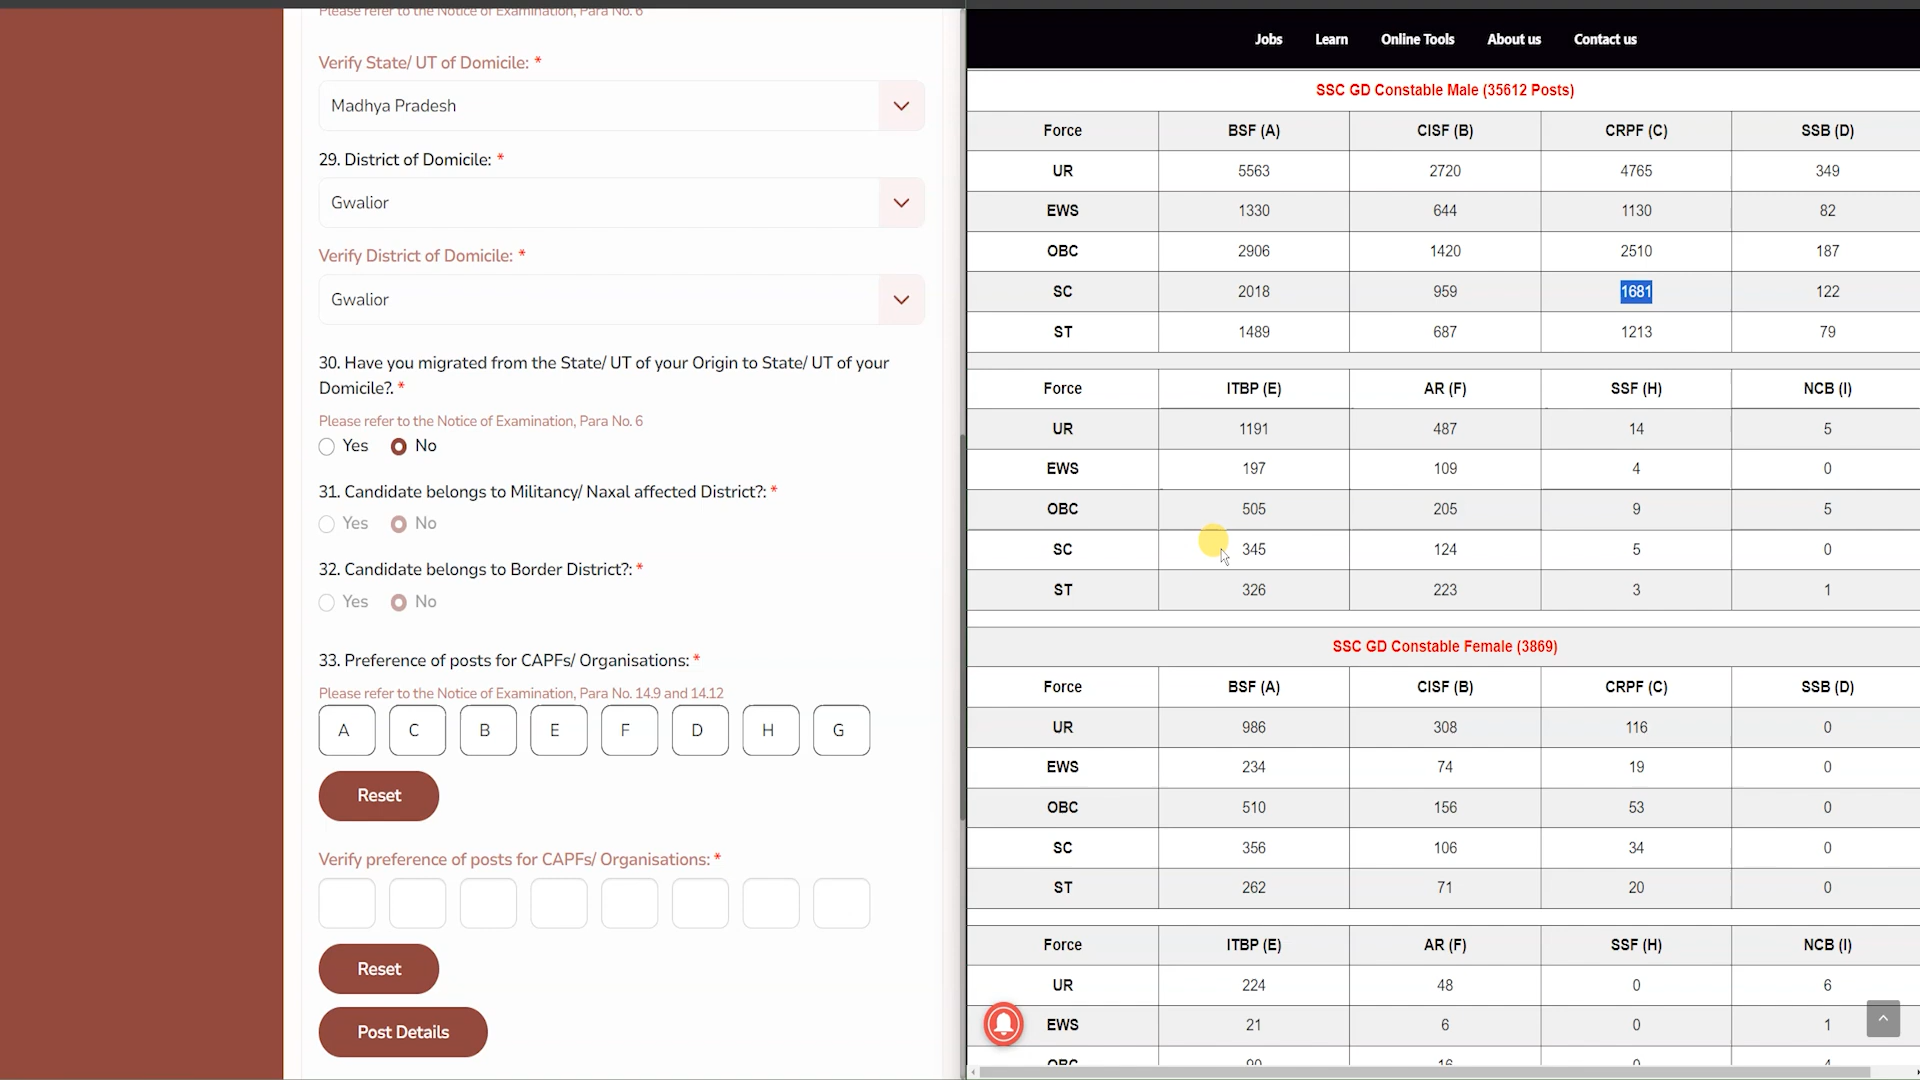 Please refer to the Notice of Examination, Para No. 6
Verify State/ UT of Domicile: *
Madhya Pradesh
29. District of Domicile: *
Gwalior
Verify District of Domicile: *
Gwalior
30. Have you migrated from the State/ UT of your Origin to State/ UT of your
Domicile?. *
Please refer to the Notice of Examination, Para No. 6
Yes No
31. Candidate belongs to Militancy/ Naxal affected District?: *
Yes No
32. Candidate belongs to Border District?: *
Yes No
33. Preference of posts for CAPFs/ Organisations: *
Please refer to the Notice of Examination, Para No. 14.9 and 14.12
A C B E F D H G
Reset
Verify preference of posts for CAPFs/ Organisations: *
Reset
Post Details
Jobs Learn Online Tools About us Contact us
SSC GD Constable Male (35612 Posts)
Force BSF (A) CISF (B) CRPF (C) SSB (D)
UR 5563 2720 4765 349
EWS 1330 644 1130 82
OBC 2906 1420 2510 187
SC 2018 959 1681 122
ST 1489 687 1213 79
Force ITBP (E) AR (F) SSF (H) NCB (I)
UR 1191 487 14 5
EWS 197 109 4 0
OBC 505 205 9 5
SC 345 124 5 0
ST 326 223 3 1
SSC GD Constable Female (3869)
Force BSF (A) CISF (B) CRPF (C) SSB (D)
UR 986 308 116 0
EWS 234 74 19 0
OBC 510 156 53 0
SC 356 106 34 0
ST 262 71 20 0
Force ITBP (E) AR (F) SSF (H) NCB (I)
UR 224 48 0 6
EWS 21 6 0 1
OBC 90 16 0 4